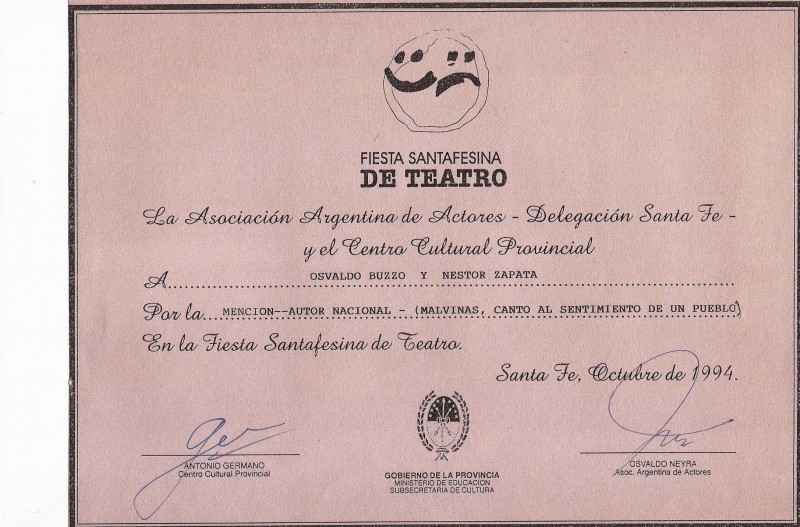 FIESTA SANTAFESINA
DE TEATRO
La Asociación Argentina de Actores - Delegación Santa Fe -
y el Centro Cultural Provincial
A.......OSVALDO BUZZO Y NESTOR ZAPATA.......
Por la...MENCION--AUTOR NACIONAL - (MALVINAS, CANTO AL SENTIMIENTO DE UN PUEBLO)
En la Fiesta Santafesina de Teatro.
Santa Fe, Octubre de 1994.
ANTONIO GERMANO
Centro Cultural Provincial
GOBIERNO DE LA PROVINCIA
MINISTERIO DE EDUCACION
SUBSECRETARIA DE CULTURA
OSVALDO NEYRA
Asoc. Argentina de Actores